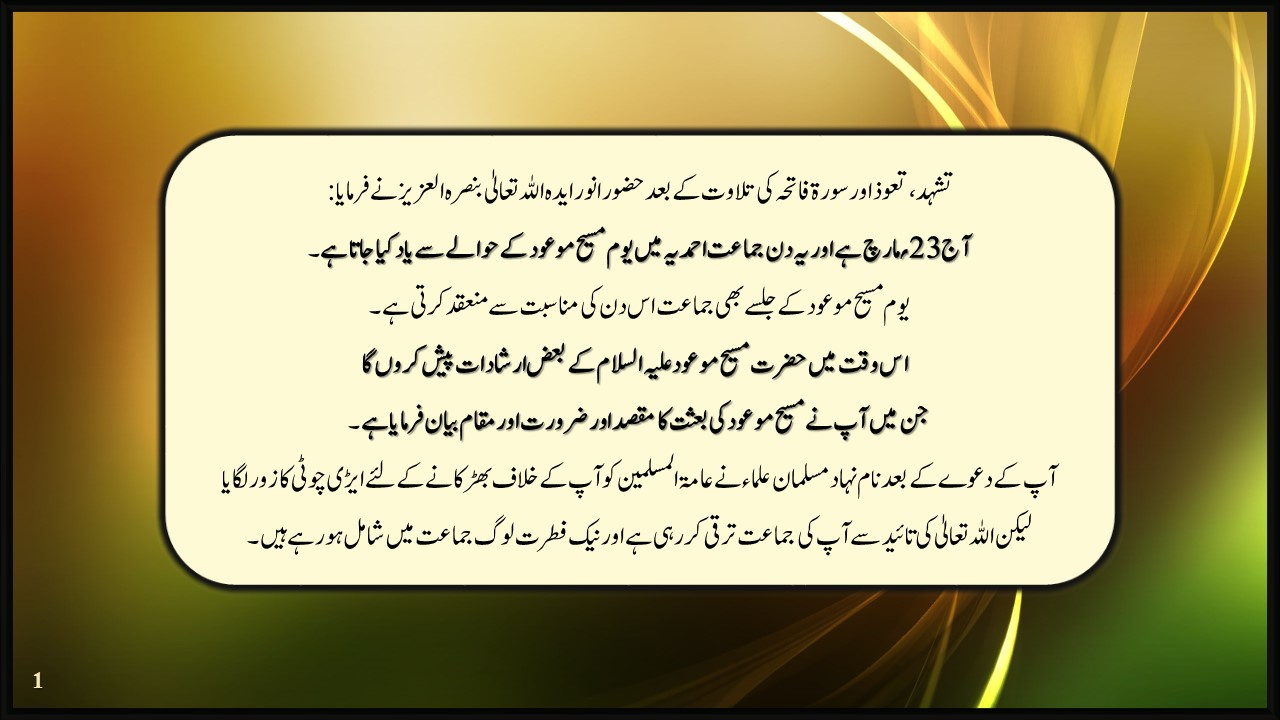 تشہد، تعوذ اور سورۃ فاتحہ کی تلاوت کے بعد حضور انور ایدہ اللہ تعالیٰ بنصرہ العزیز نے فرمایا:
آج 23؍مارچ ہے اور یہ دن جماعت احمدیہ میں یوم مسیح موعود کے حوالے سے یاد کیا جاتا ہے۔
یوم مسیح موعود کے جلسے بھی جماعت اس دن کی مناسبت سے منعقد کرتی ہے۔
اس وقت میں حضرت مسیح موعود علیہ السلام کے بعض ارشادات پیش کروں گا
جن میں آپ نے مسیح موعود کی بعثت کا مقصد اور ضرورت اور مقام بیان فرمایا ہے۔
آپ کے دعوے کے بعد نام نہاد مسلمان علماء نے عامۃ المسلمین کو آپ کے خلاف بھڑکانے کے لئے ایڑی چوٹی کا زور لگایا
لیکن اللہ تعالیٰ کی تائید سے آپ کی جماعت ترقی کر رہی ہے اور نیک فطرت لوگ جماعت میں شامل ہو رہے ہیں۔
1